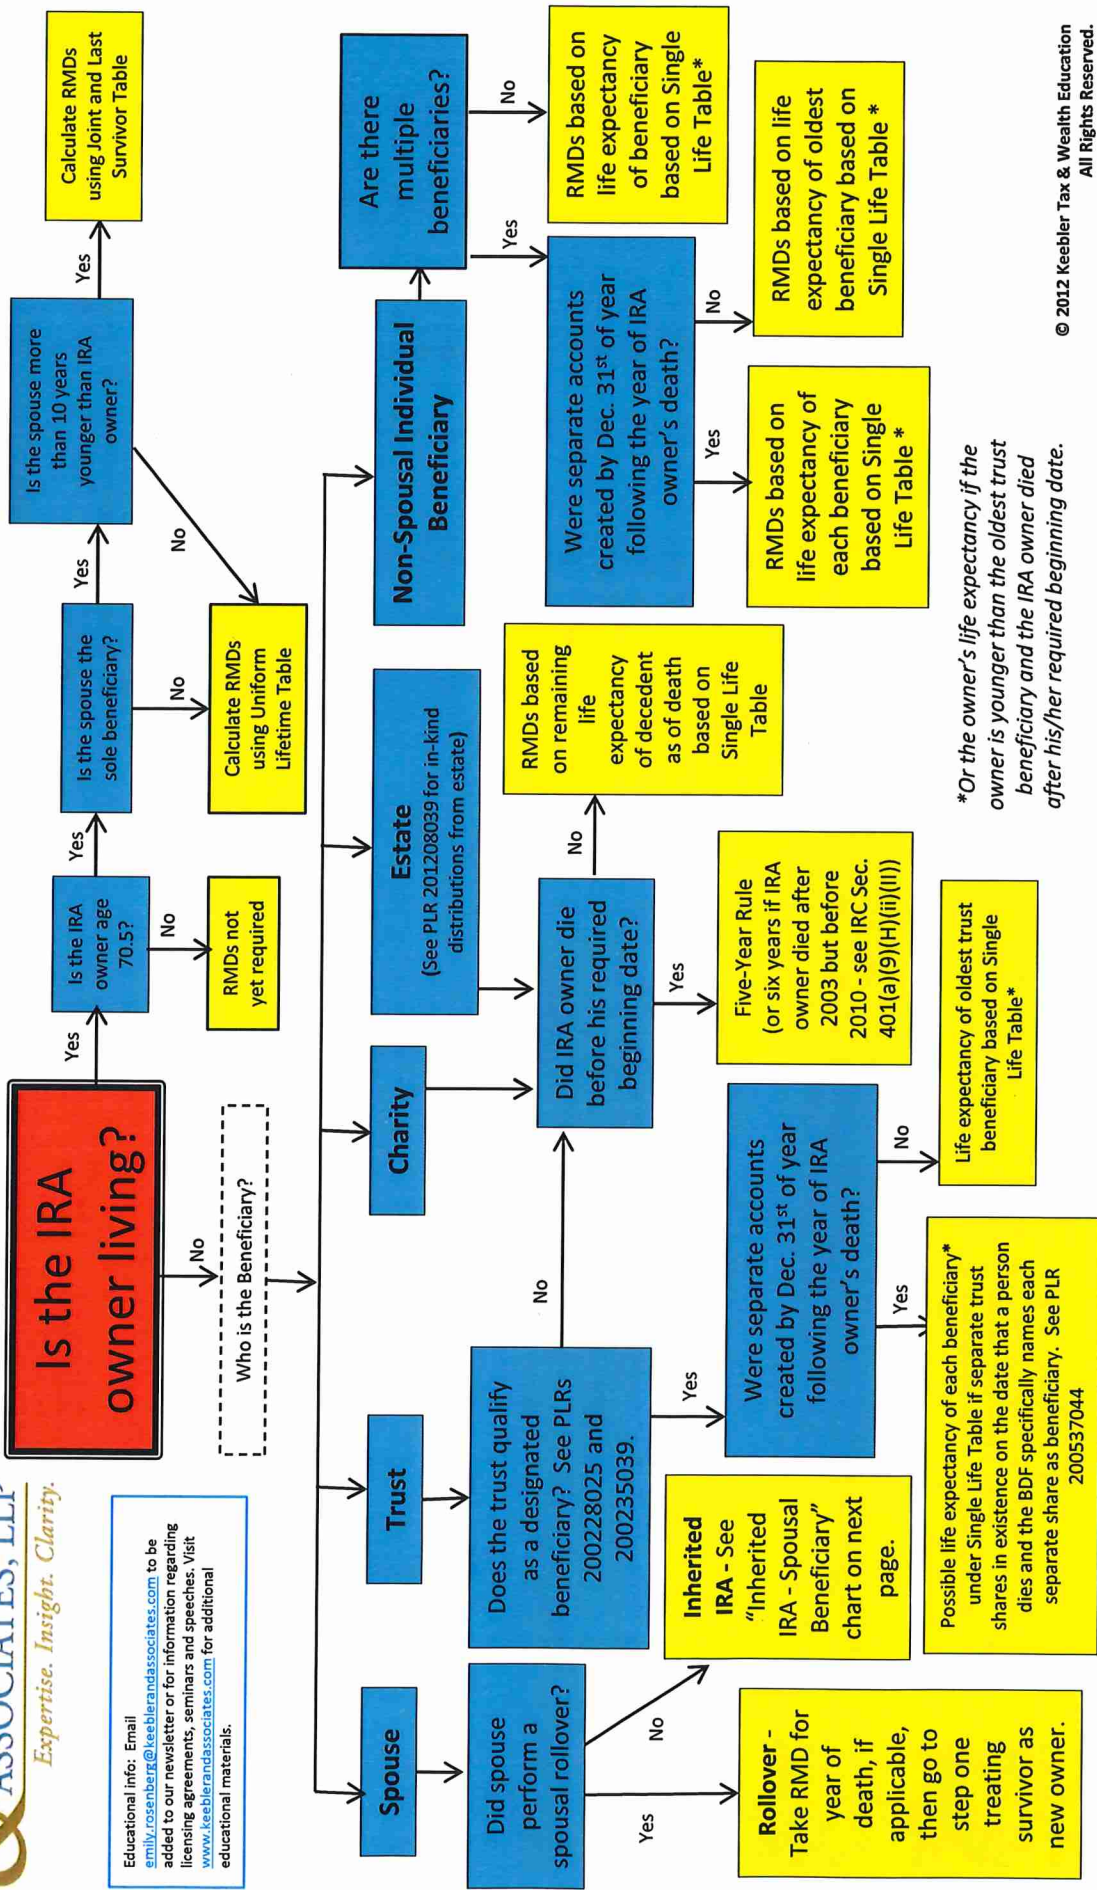 ASSOCIATES, LLP
Expertise. Insight. Clarity.
Educational info: Email
emily.rosenberg@keeblerandassociates.com to be
added to our newsletter or for information regarding
licensing agreements, seminars and speeches. Visit
www.keeblerandassociates.com for additional
educational materials.
Is the IRA
owner living?
Yes
No
Is the IRA
owner age
70.5?
Yes
No
RMDs not
yet required
Is the spouse the
sole beneficiary?
Yes
No
Calculate RMDs
using Uniform
Lifetime Table
Is the spouse more
than 10 years
younger than IRA
owner?
Yes
No
Calculate RMDs
using Joint and Last
Survivor Table
Who is the Beneficiary?
Spouse
Did spouse
perform a
spousal rollover?
Yes
No
Rollover -
Take RMD for
year of
death, if
applicable,
then go to
step one
treating
survivor as
new owner.
Inherited
IRA - See
“Inherited
IRA - Spousal
Beneficiary”
chart on next
page.
Trust
Does the trust qualify
as a designated
beneficiary? See PLRs
200228025 and
200235039.
No
Yes
Were separate accounts
created by Dec. 31st of year
following the year of IRA
owner’s death?
Yes
No
Possible life expectancy of each beneficiary*
under Single Life Table if separate trust
shares in existence on the date that a person
dies and the BDF specifically names each
separate share as beneficiary. See PLR
200537044
Life expectancy of oldest trust
beneficiary based on Single
Life Table*
Charity
Estate
(See PLR 201208039 for in-kind
distributions from estate)
Did IRA owner die
before his required
beginning date?
No
Yes
RMDs based
on remaining
life
expectancy
of decedent
as of death
based on
Single Life
Table
Five-Year Rule
(or six years if IRA
owner died after
2003 but before
2010 - see IRC Sec.
401(a)(9)(H)(ii)(II))
Non-Spousal Individual
Beneficiary
Are there
multiple
beneficiaries?
Yes
No
RMDs based on
life expectancy
of beneficiary
based on Single
Life Table*
Were separate accounts
created by Dec. 31st of year
following the year of IRA
owner’s death?
Yes
No
RMDs based on
life expectancy of
each beneficiary
based on Single
Life Table *
RMDs based on life
expectancy of oldest
beneficiary based on
Single Life Table *
*Or the owner’s life expectancy if the
owner is younger than the oldest trust
beneficiary and the IRA owner died
after his/her required beginning date.
© 2012 Keebler Tax & Wealth Education
All Rights Reserved.